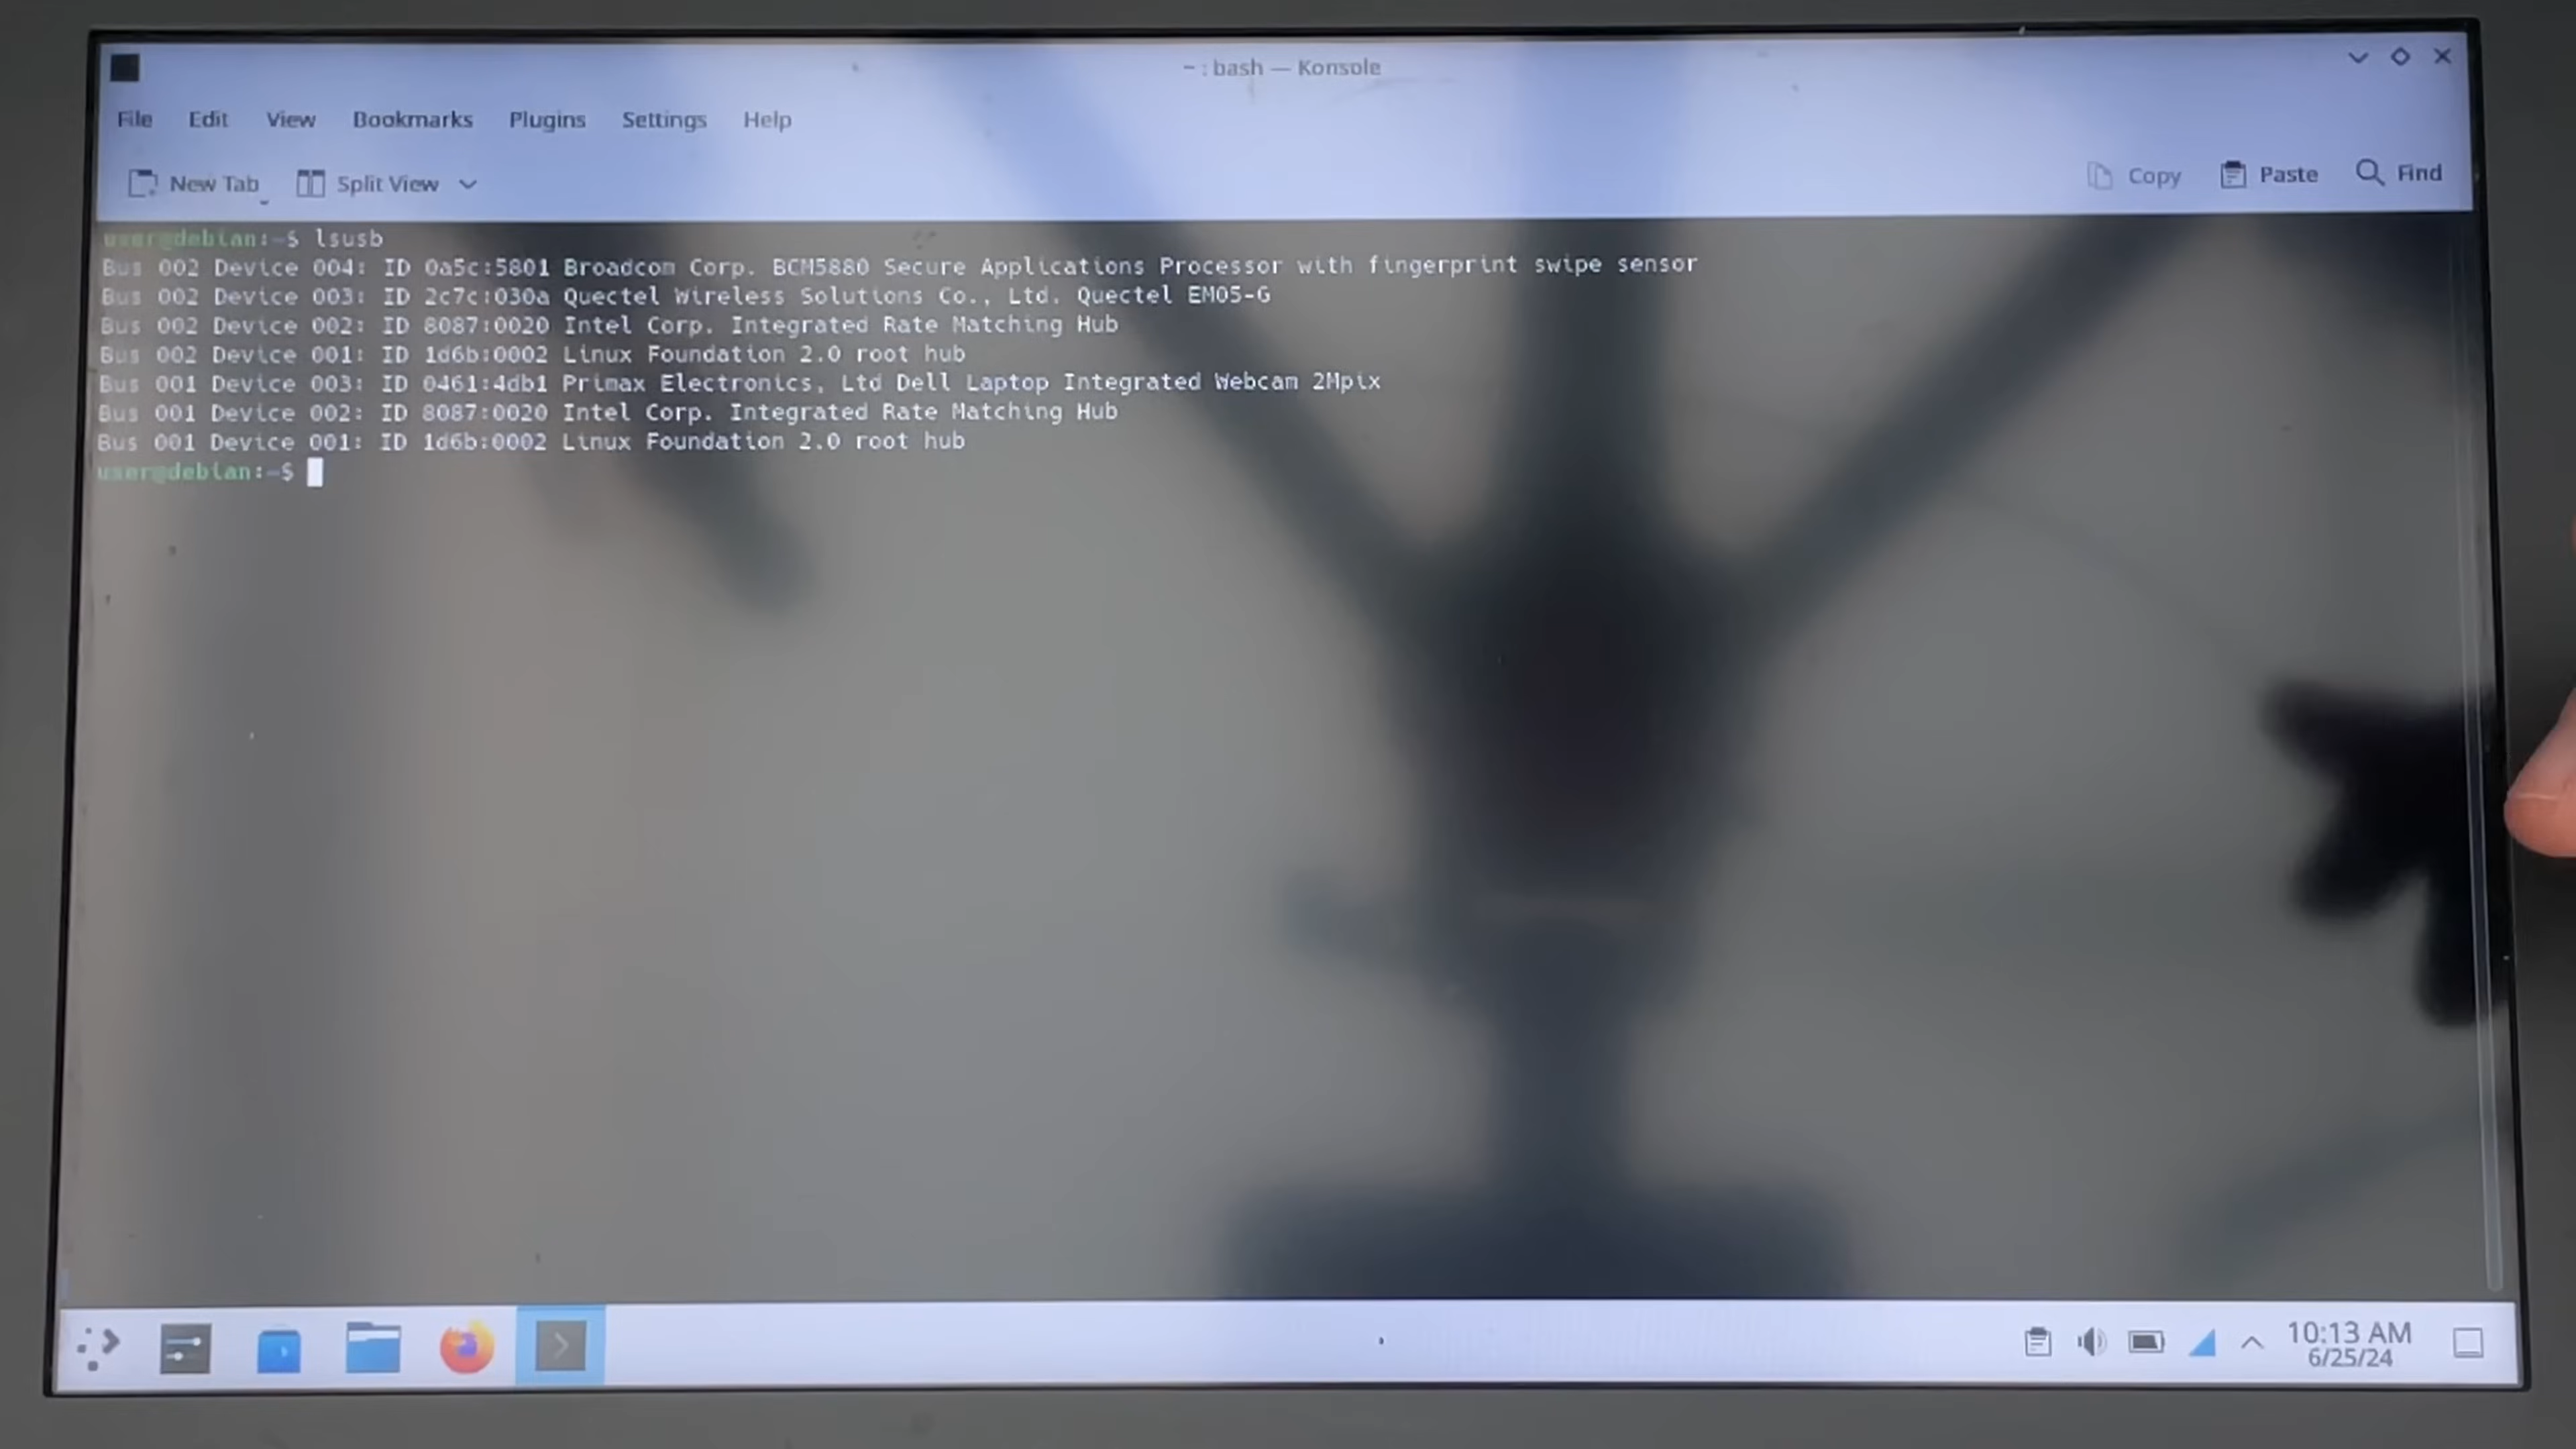 ~ : bash — Konsole
File Edit View Bookmarks Plugins Settings Help
New Tab Split View Copy Paste Find
user@debian:~$ lsusb
Bus 002 Device 004: ID 0a5c:5801 Broadcom Corp. BCM5880 Secure Applications Processor with fingerprint swipe sensor
Bus 002 Device 003: ID 2c7c:030a Quectel Wireless Solutions Co., Ltd. Quectel EM05-G
Bus 002 Device 002: ID 8087:0020 Intel Corp. Integrated Rate Matching Hub
Bus 002 Device 001: ID 1d6b:0002 Linux Foundation 2.0 root hub
Bus 001 Device 003: ID 0461:4db1 Primax Electronics, Ltd Dell Laptop Integrated Webcam 2Mpix
Bus 001 Device 002: ID 8087:0020 Intel Corp. Integrated Rate Matching Hub
Bus 001 Device 001: ID 1d6b:0002 Linux Foundation 2.0 root hub
user@debian:~$
10:13 AM
6/25/24